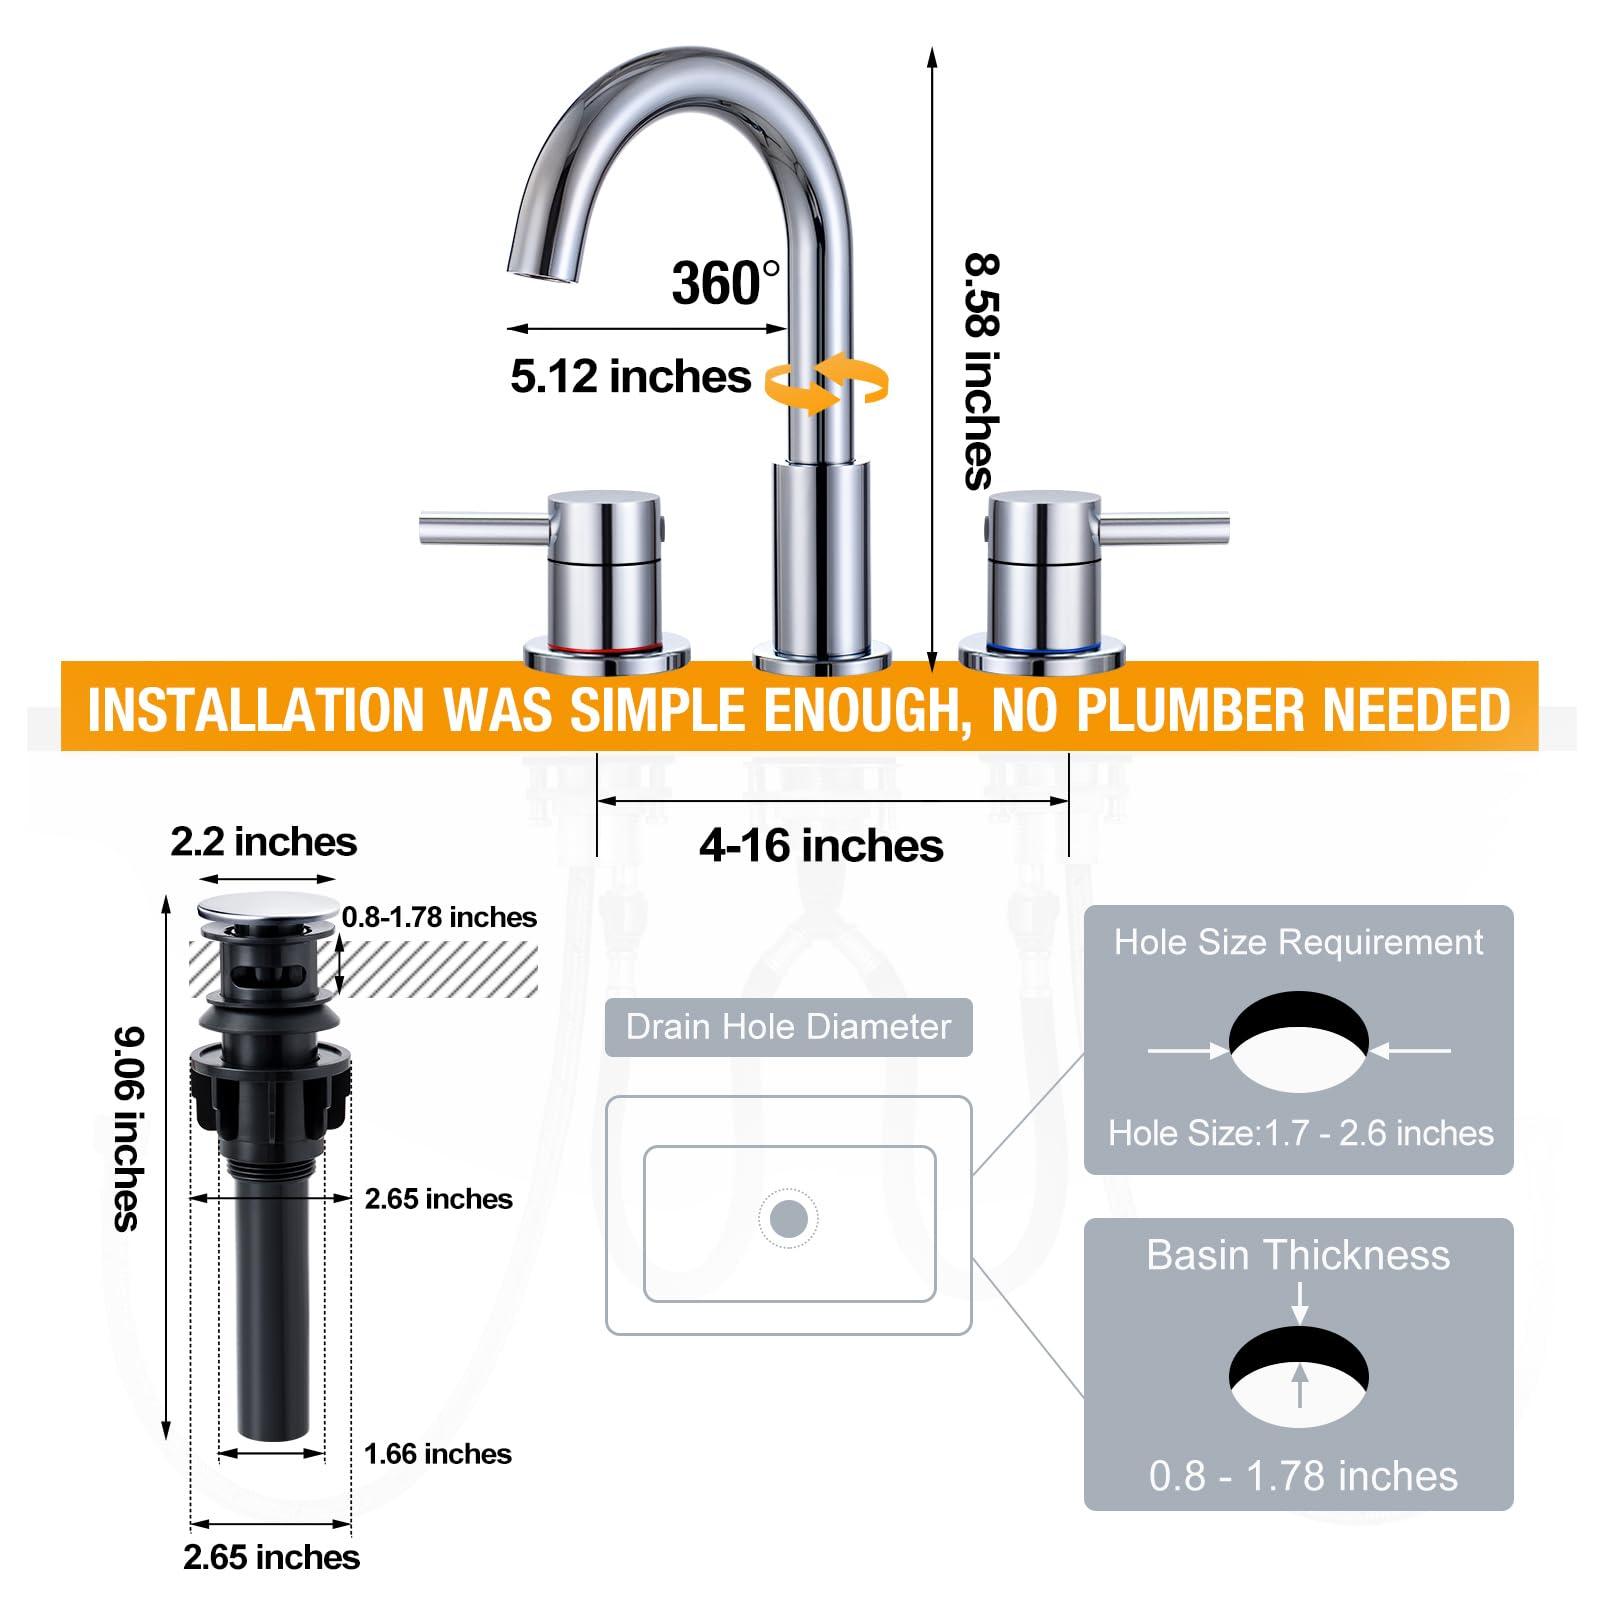 360°
5.12 inches
8.58 inches
INSTALLATION WAS SIMPLE ENOUGH, NO PLUMBER NEEDED
4-16 inches
2.2 inches
0.8-1.78 inches
9.06 inches
2.65 inches
1.66 inches
2.65 inches
Drain Hole Diameter
Hole Size Requirement
Hole Size:1.7 - 2.6 inches
Basin Thickness
0.8 - 1.78 inches